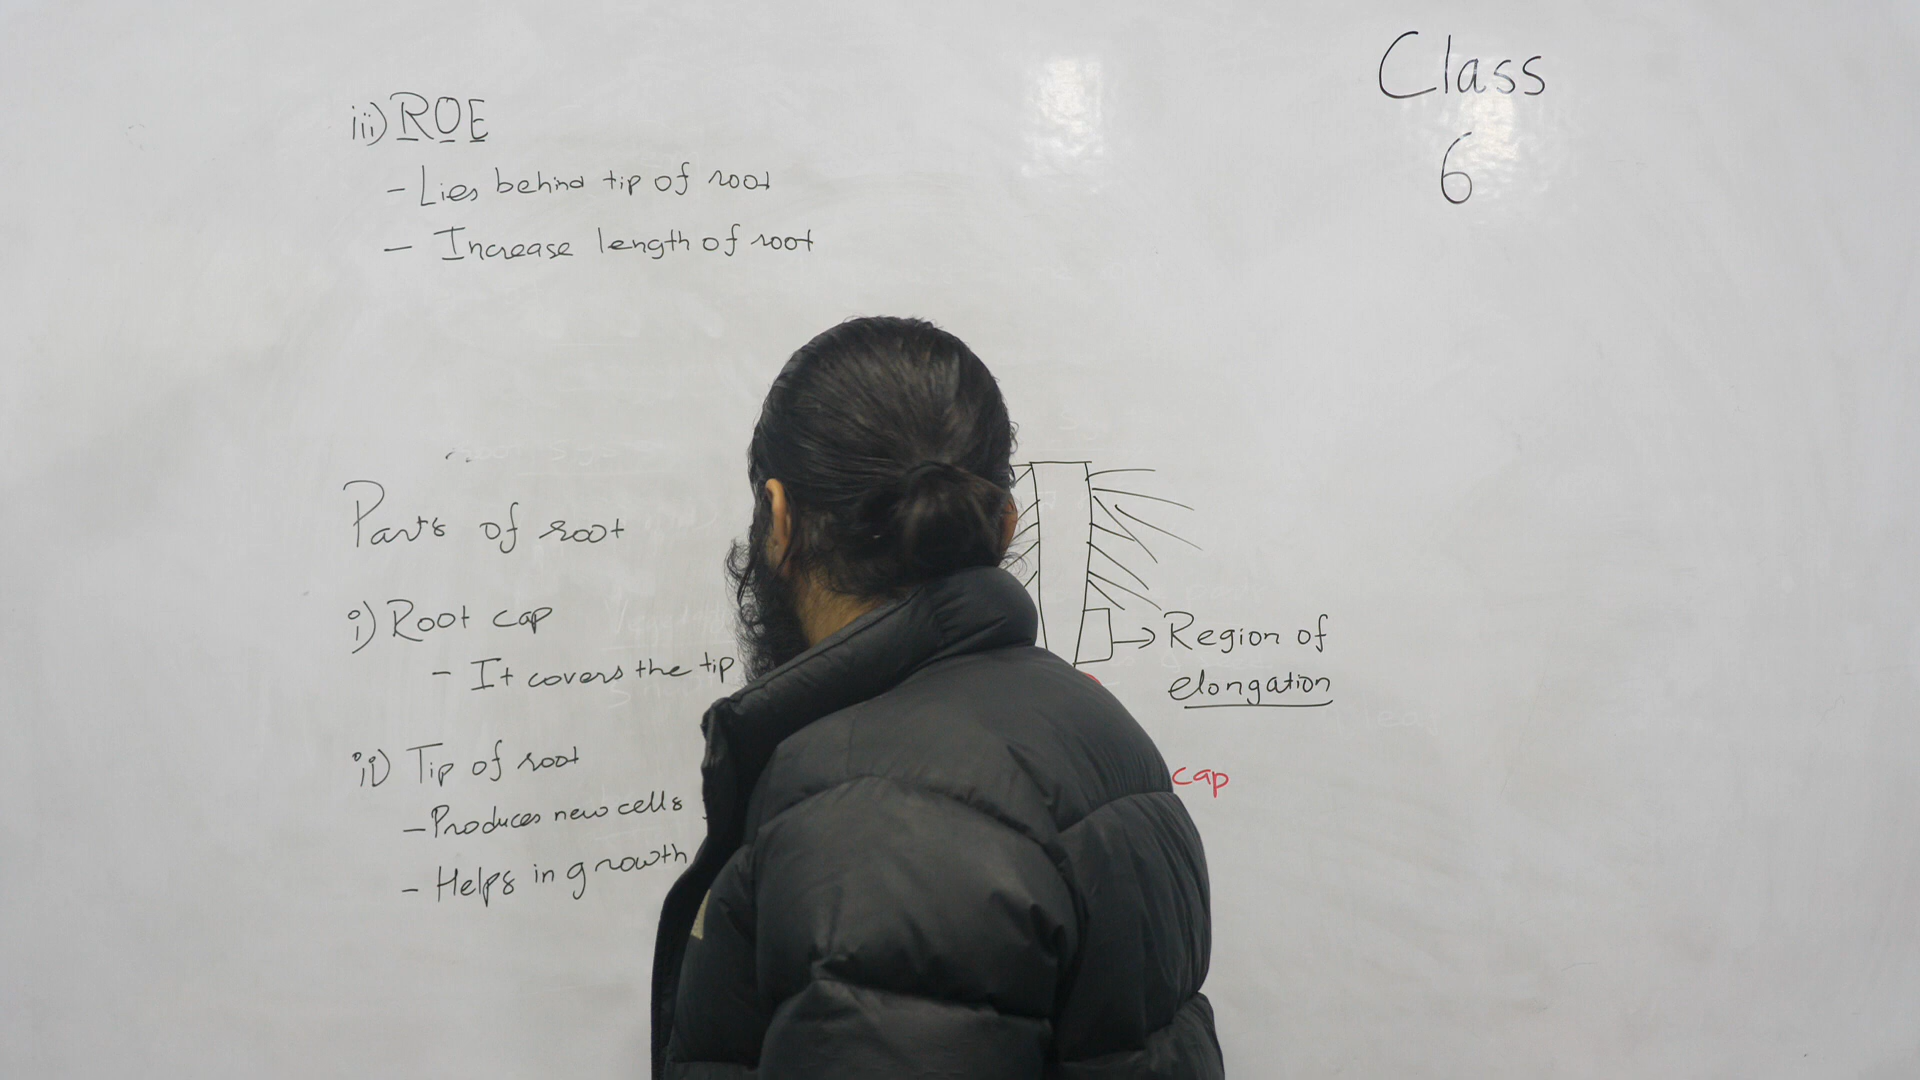 Class
6
iii) ROE
- Lies behind tip of root
- Increase length of root
Parts of root
i) Root cap
- It covers the tip
ii) Tip of root
- Produces new cells
- Helps in growth
Region of
elongation
cap